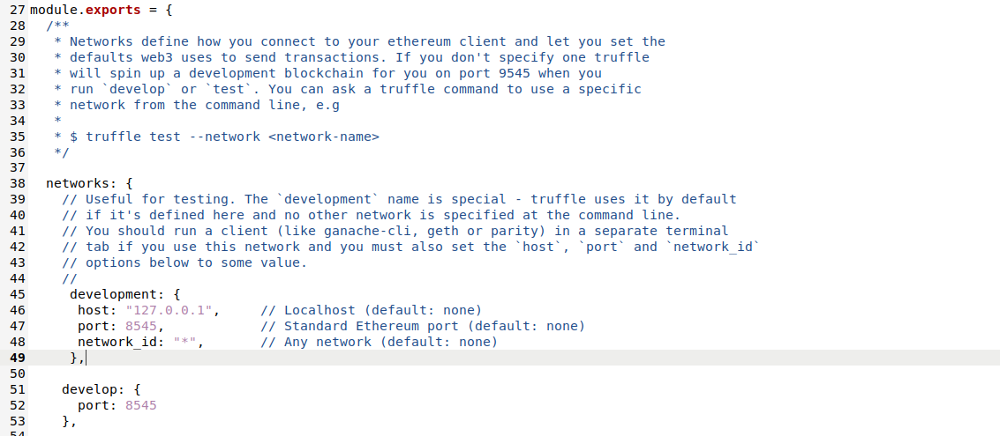 27 module.exports = {
28   /**
29    * Networks define how you connect to your ethereum client and let you set the
30    * defaults web3 uses to send transactions. If you don't specify one truffle
31    * will spin up a development blockchain for you on port 9545 when you
32    * run `develop` or `test`. You can ask a truffle command to use a specific
33    * network from the command line, e.g
34    *
35    * $ truffle test --network <network-name>
36    */
37
38   networks: {
39     // Useful for testing. The `development` name is special - truffle uses it by default
40     // if it's defined here and no other network is specified at the command line.
41     // You should run a client (like ganache-cli, geth or parity) in a separate terminal
42     // tab if you use this network and you must also set the `host`, `port` and `network_id`
43     // options below to some value.
44     //
45      development: {
46       host: "127.0.0.1",     // Localhost (default: none)
47       port: 8545,            // Standard Ethereum port (default: none)
48       network_id: "*",       // Any network (default: none)
49      },
50
51     develop: {
52       port: 8545
53     },
54